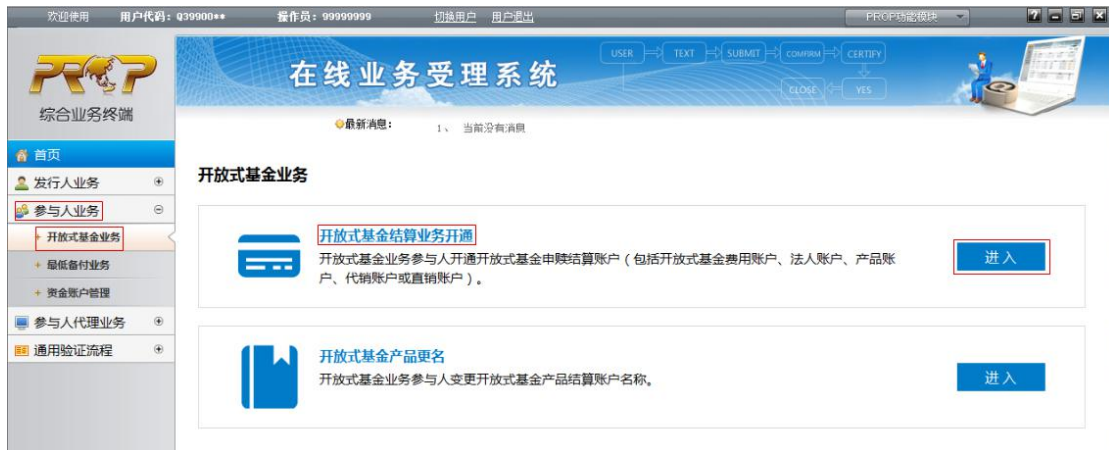 欢迎使用 用户代码：Q39900** 操作员：99999999 切换用户 用户退出 PROP功能模块
PROP
综合业务终端
在线业务受理系统
USER TEXT SUBMIT COMFIRM CERTIFY
CLOSE YES
最新消息： 1、 当前没有消息
首页
发行人业务
参与人业务
开放式基金业务
最低备付业务
资金账户管理
参与人代理业务
通用验证流程
开放式基金业务
开放式基金结算业务开通
开放式基金业务参与人开通开放式基金申赎结算账户（包括开放式基金费用账户、法人账户、产品账
户、代销账户或直销账户）。
进入
开放式基金产品更名
开放式基金业务参与人变更开放式基金产品结算账户名称。
进入